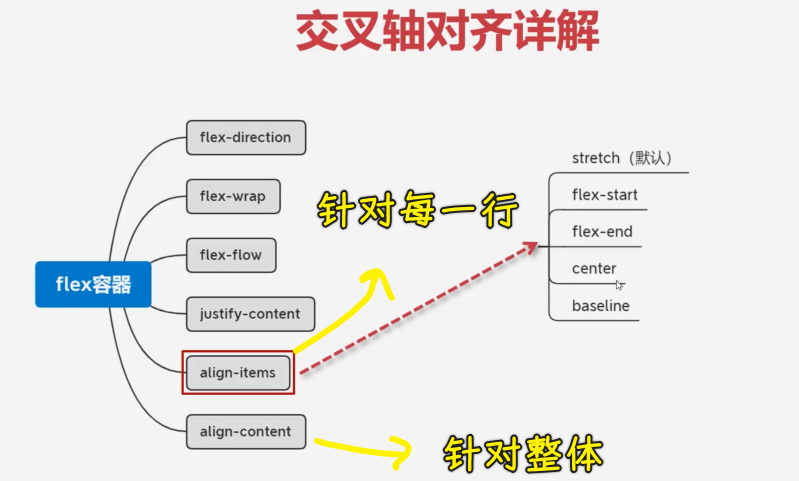 交叉轴对齐详解
flex容器
flex-direction
flex-wrap
flex-flow
justify-content
align-items
align-content
针对每一行
针对整体
stretch（默认）
flex-start
flex-end
center
baseline